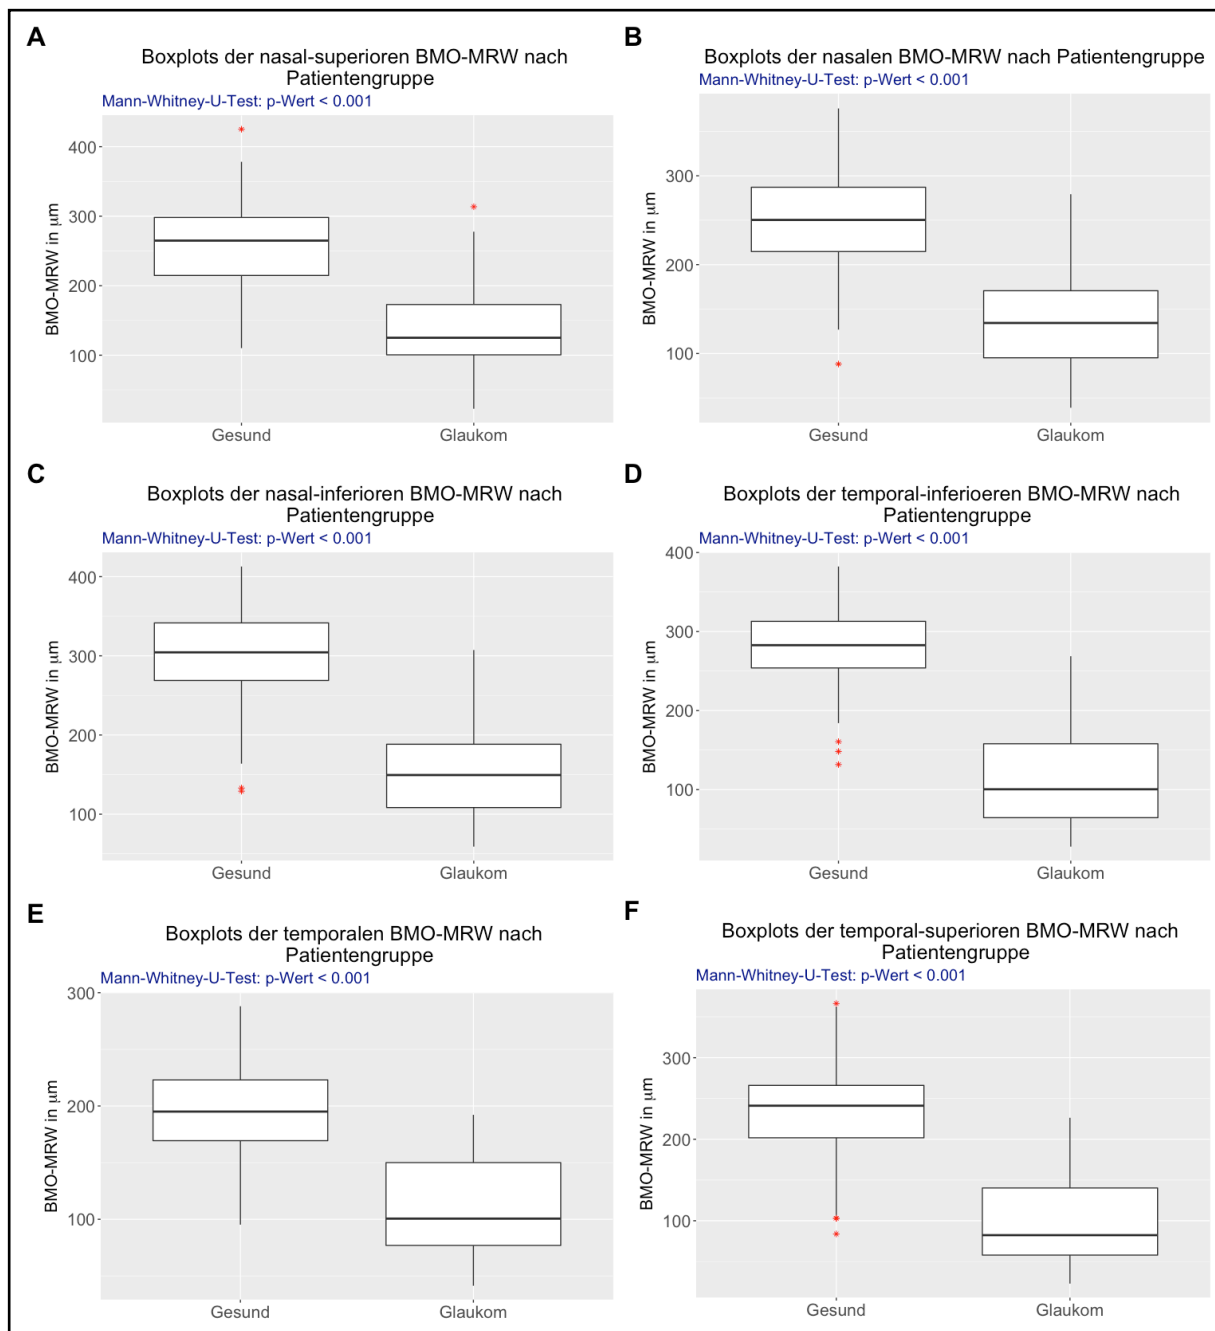 A
Boxplots der nasal-superioren BMO-MRW nach
Patientengruppe
Mann-Whitney-U-Test: p-Wert < 0.001
BMO-MRW in μm
400
300
200
100
Gesund
Glaukom
B
Boxplots der nasalen BMO-MRW nach Patientengruppe
Mann-Whitney-U-Test: p-Wert < 0.001
BMO-MRW in μm
300
200
100
Gesund
Glaukom
C
Boxplots der nasal-inferioren BMO-MRW nach
Patientengruppe
Mann-Whitney-U-Test: p-Wert < 0.001
BMO-MRW in μm
400
300
200
100
Gesund
Glaukom
D
Boxplots der temporal-inferioeren BMO-MRW nach
Patientengruppe
Mann-Whitney-U-Test: p-Wert < 0.001
BMO-MRW in μm
400
300
200
100
Gesund
Glaukom
E
Boxplots der temporalen BMO-MRW nach
Patientengruppe
Mann-Whitney-U-Test: p-Wert < 0.001
BMO-MRW in μm
300
200
100
Gesund
Glaukom
F
Boxplots der temporal-superioren BMO-MRW nach
Patientengruppe
Mann-Whitney-U-Test: p-Wert < 0.001
BMO-MRW in μm
300
200
100
Gesund
Glaukom